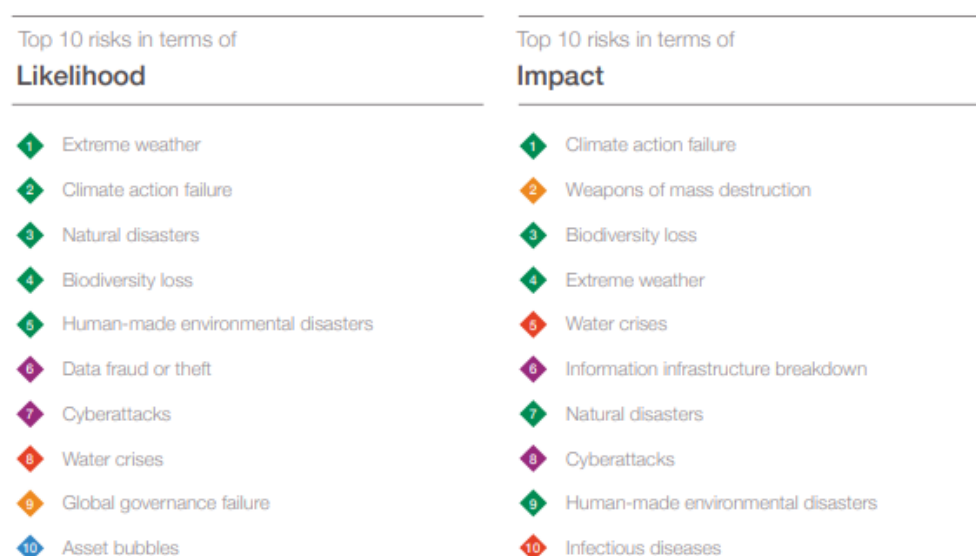 Top 10 risks in terms of
Likelihood
1 Extreme weather
2 Climate action failure
3 Natural disasters
4 Biodiversity loss
5 Human-made environmental disasters
6 Data fraud or theft
7 Cyberattacks
8 Water crises
9 Global governance failure
10 Asset bubbles
Top 10 risks in terms of
Impact
1 Climate action failure
2 Weapons of mass destruction
3 Biodiversity loss
4 Extreme weather
5 Water crises
6 Information infrastructure breakdown
7 Natural disasters
8 Cyberattacks
9 Human-made environmental disasters
10 Infectious diseases